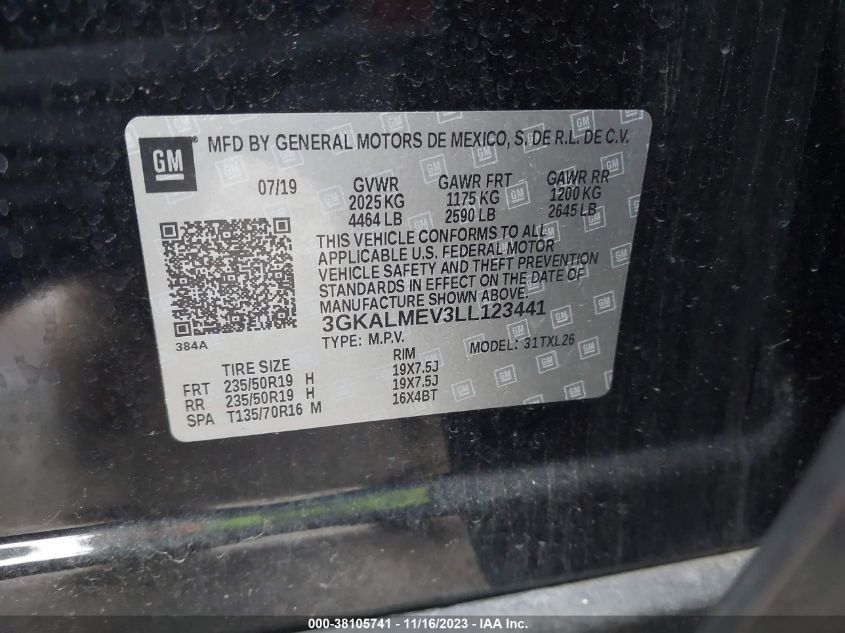 GM MFD BY GENERAL MOTORS DE MEXICO, S. DE R.L. DE C.V.
07/19 GVWR GAWR FRT GAWR RR
2025 KG 1175 KG 1200 KG
4464 LB 2590 LB 2645 LB
THIS VEHICLE CONFORMS TO ALL
APPLICABLE U.S. FEDERAL MOTOR
VEHICLE SAFETY AND THEFT PREVENTION
STANDARDS IN EFFECT ON THE DATE OF
MANUFACTURE SHOWN ABOVE.
3GKALMEV3LL123441
384A TYPE: M.P.V. MODEL: 31TXL26
TIRE SIZE RIM
FRT 235/50R19 H 19X7.5J
RR 235/50R19 H 19X7.5J
SPA T135/70R16 M 16X4BT
000-38105741 - 11/16/2023 - IAA Inc.